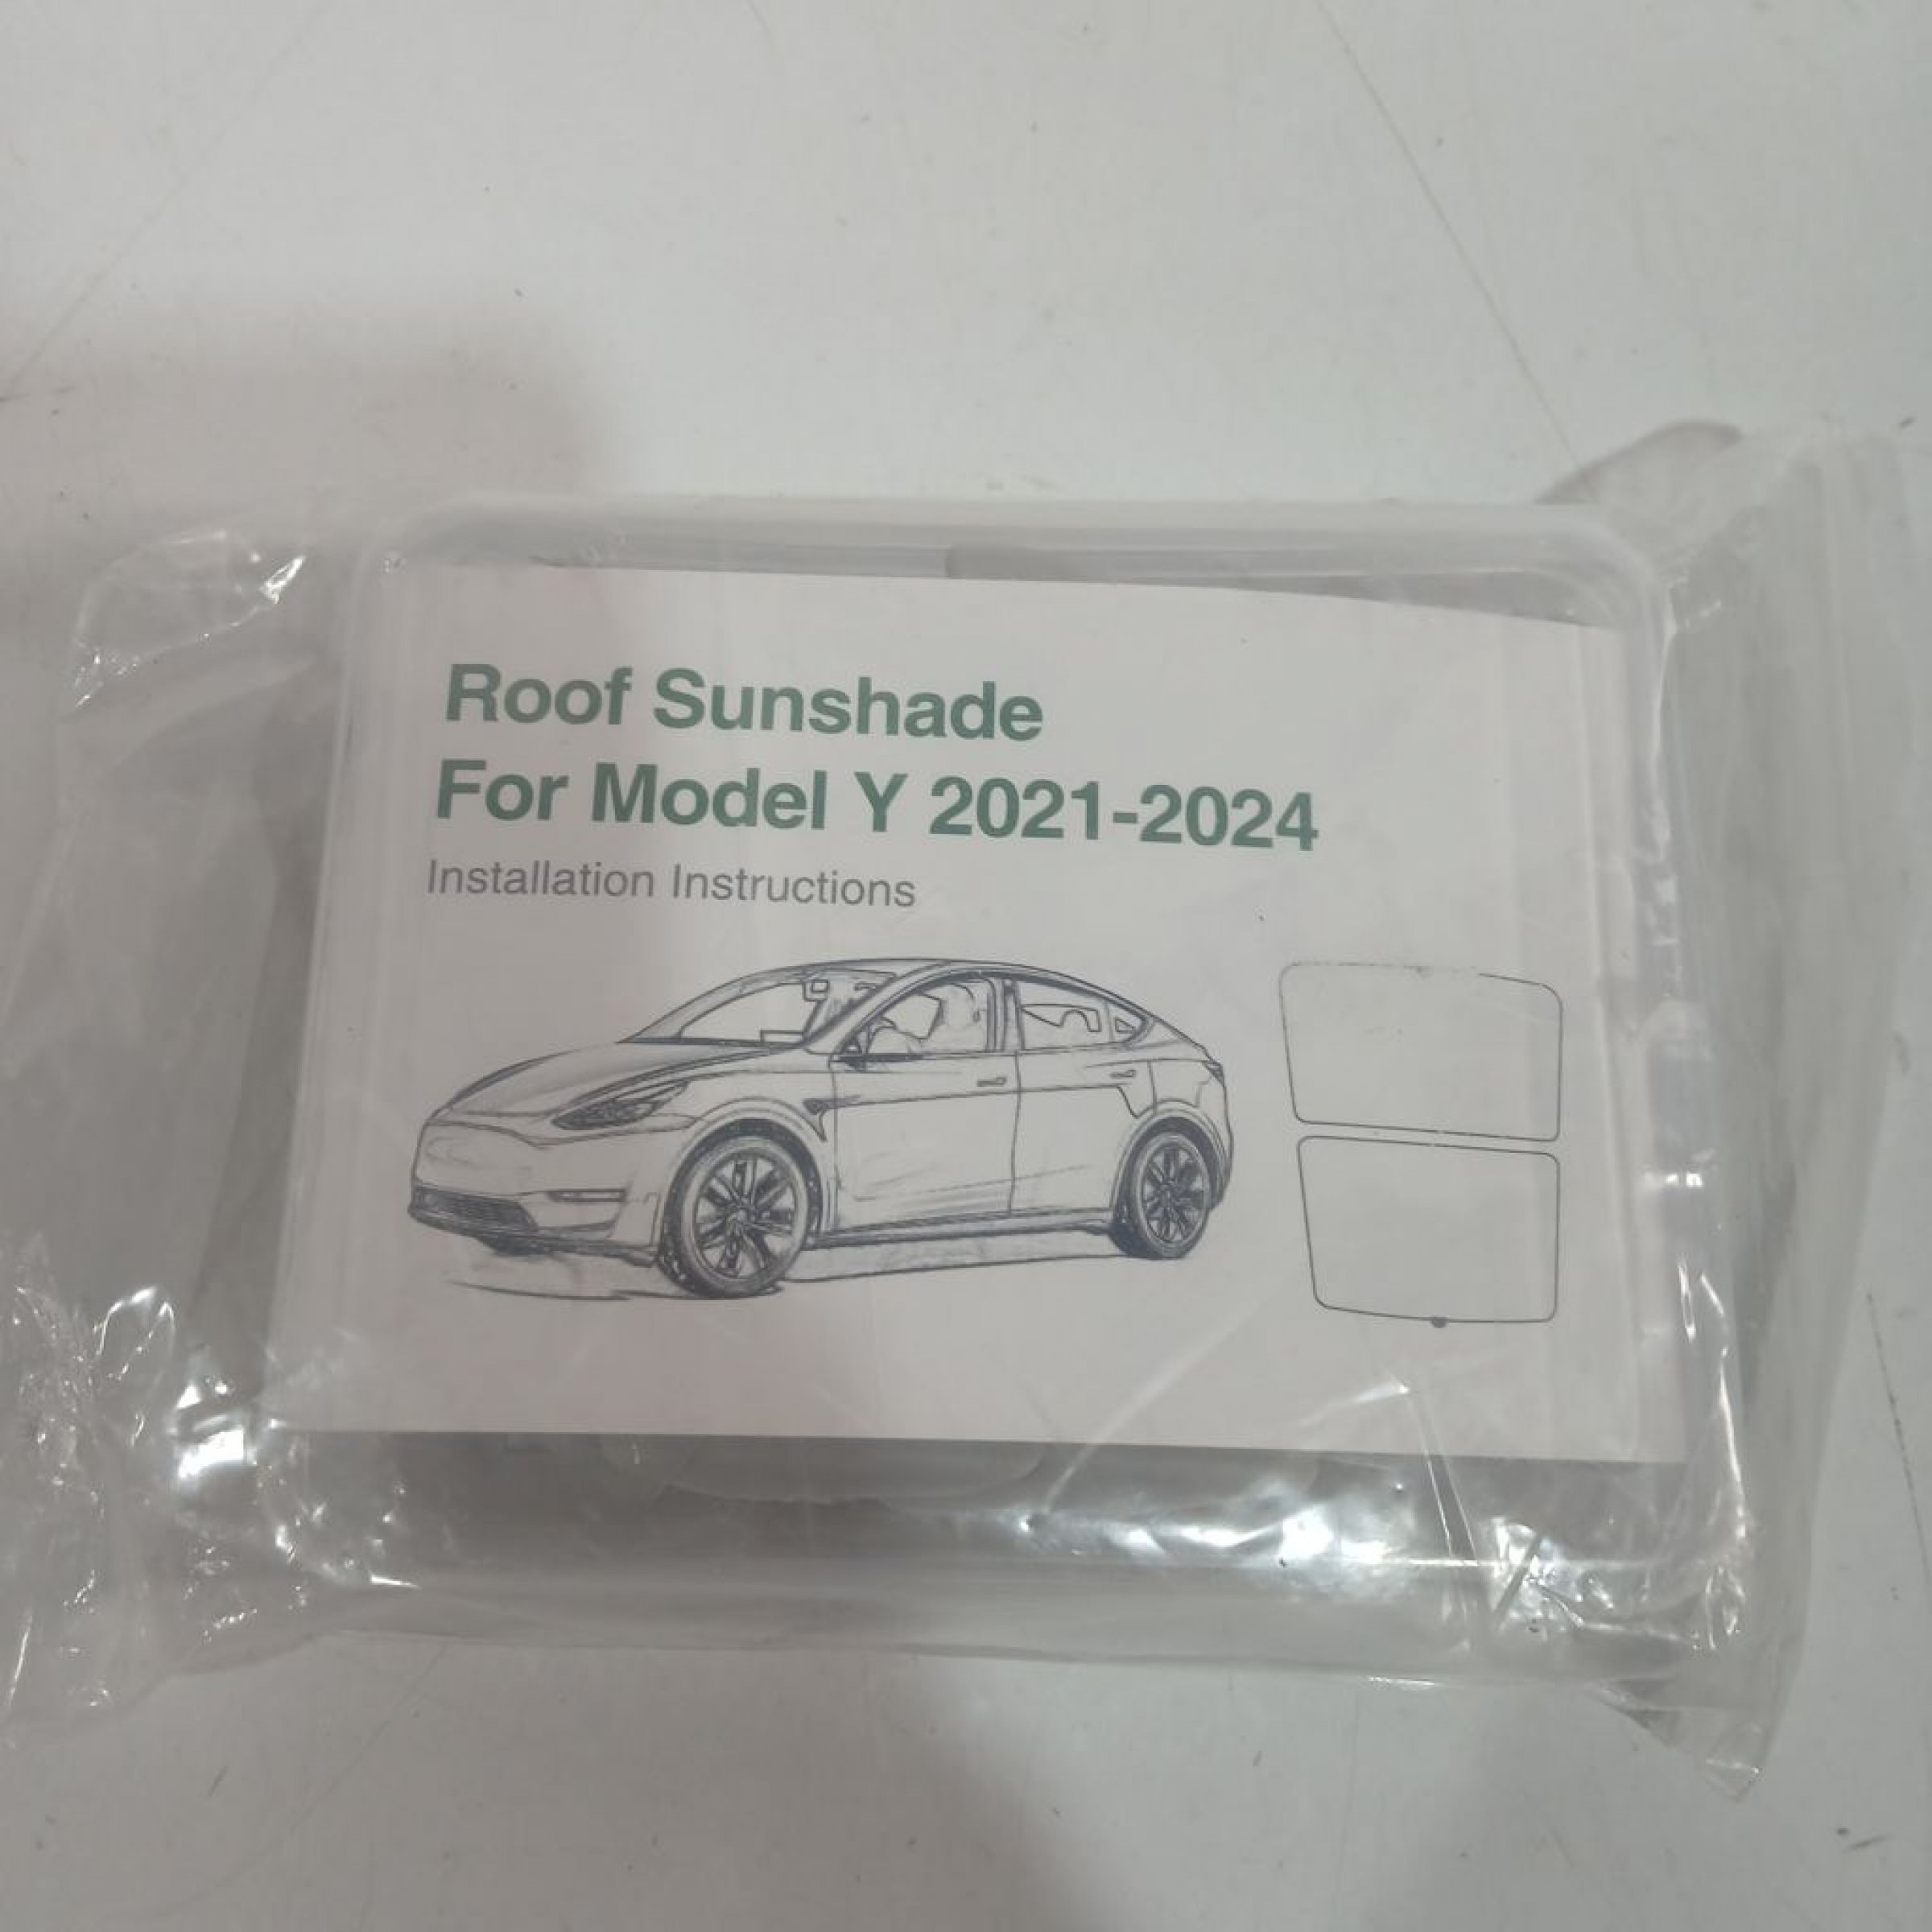 Roof Sunshade
For Model Y 2021-2024
Installation Instructions